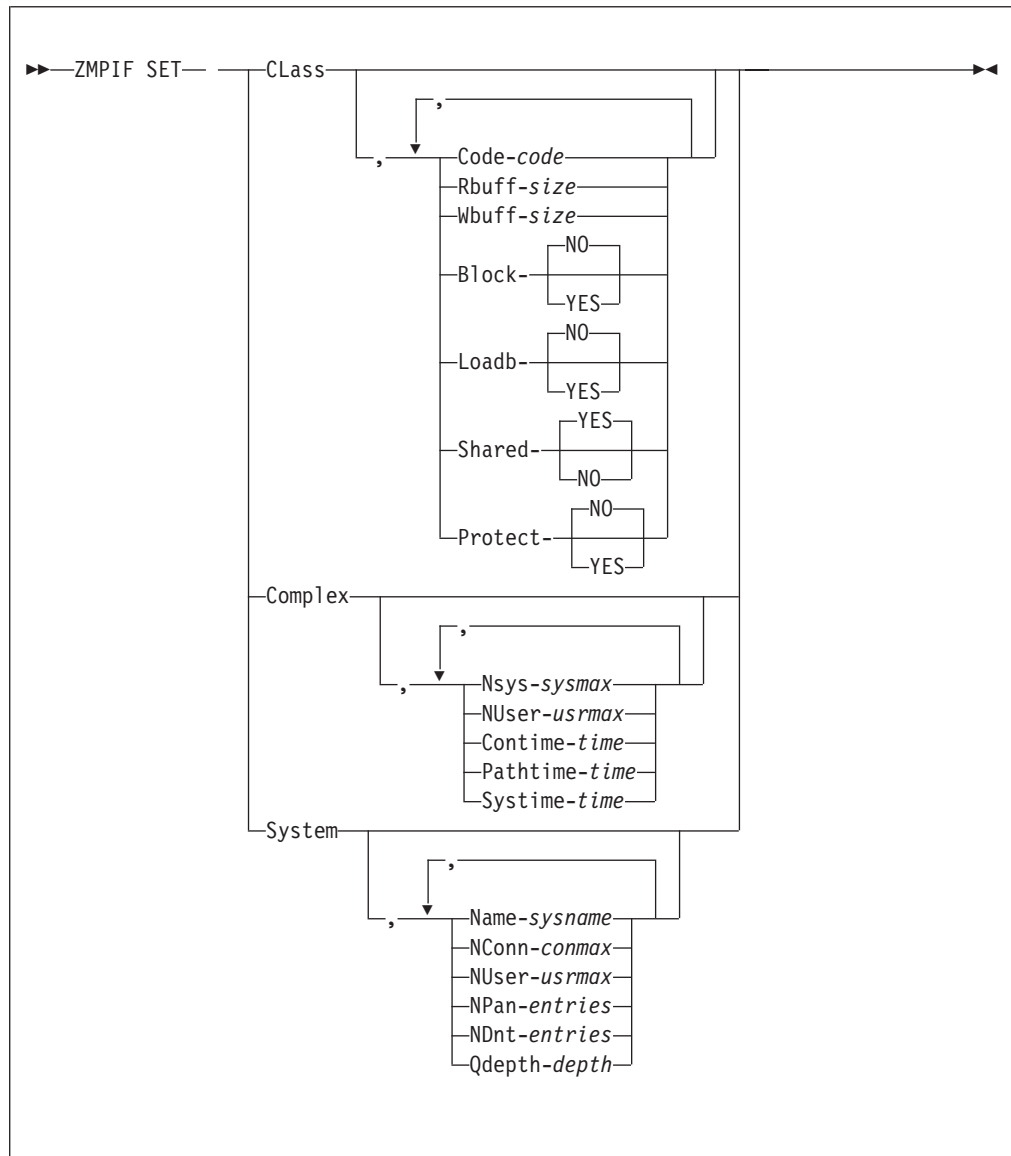 ZMPIF SET CLass
,
, Code-code
Rbuff-size
Wbuff-size
NO
Block-
YES
NO
Loadb-
YES
YES
Shared-
NO
NO
Protect-
YES
Complex
,
, Nsys-sysmax
NUser-usrmax
Contime-time
Pathtime-time
Systime-time
System
,
, Name-sysname
NConn-conmax
NUser-usrmax
NPan-entries
NDnt-entries
Qdepth-depth